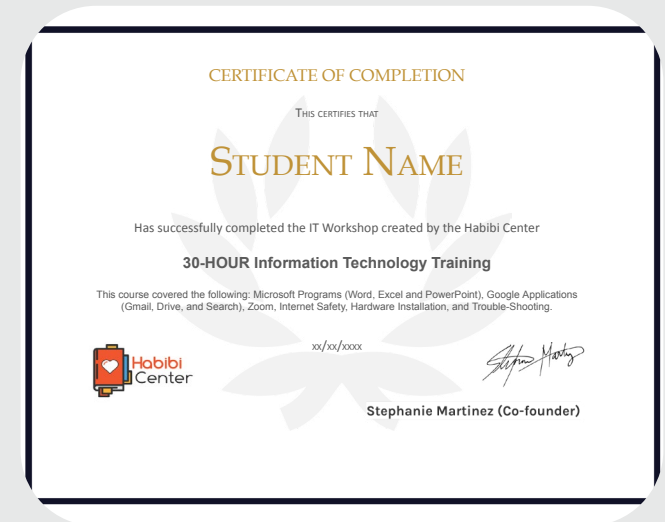 CERTIFICATE OF COMPLETION
THIS CERTIFIES THAT
STUDENT NAME
Has successfully completed the IT Workshop created by the Habibi Center
30-HOUR Information Technology Training
This course covered the following: Microsoft Programs (Word, Excel and PowerPoint), Google Applications
(Gmail, Drive, and Search), Zoom, Internet Safety, Hardware Installation, and Trouble-Shooting.
xx/xx/xxxx
Habibi
Center
Stephanie Martinez (Co-founder)